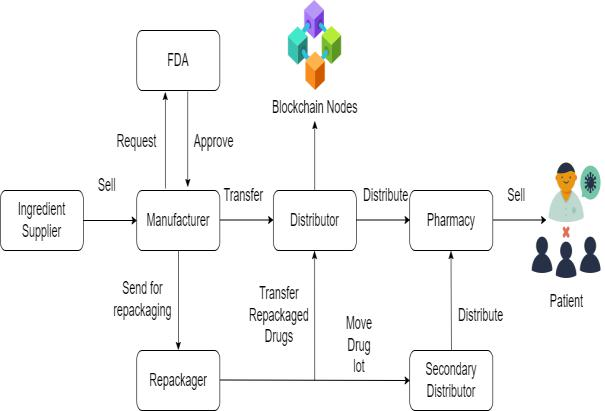 FDA
Blockchain Nodes
Request
Approve
Sell
Transfer
Distribute
Sell
Ingredient
Supplier
Manufacturer
Distributor
Pharmacy
Patient
Send for
repackaging
Transfer
Repackaged
Drugs
Move
Drug
lot
Distribute
Repackager
Secondary
Distributor